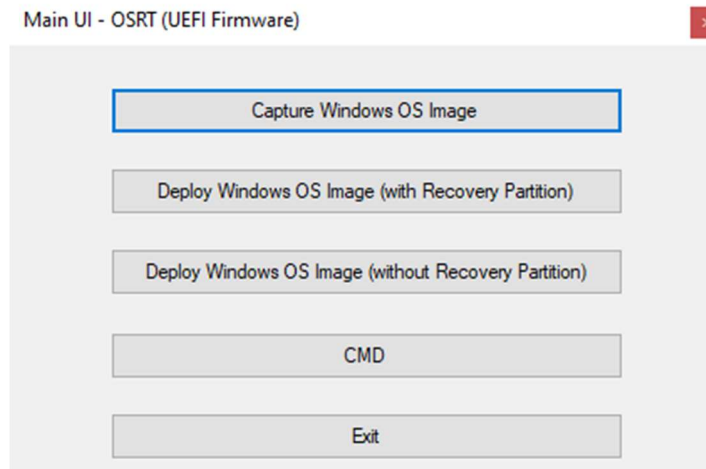 Main UI - OSRT (UEFI Firmware)
Capture Windows OS Image
Deploy Windows OS Image (with Recovery Partition)
Deploy Windows OS Image (without Recovery Partition)
CMD
Exit